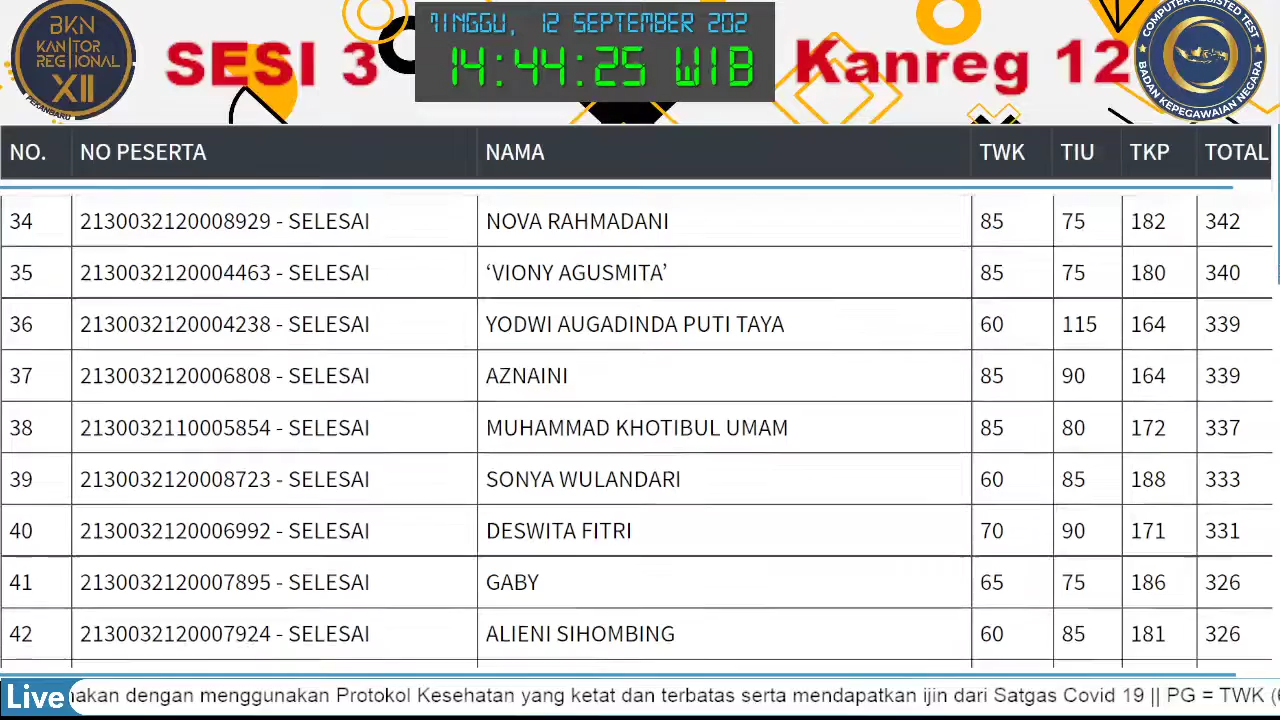 BKN
KANTOR
REGIONAL
XII
PEKANBARU
SESI 3
MINGGU, 12 SEPTEMBER 202
14:44:25 WIB
Kanreg 12
COMPUTER ASSISTED TEST
BADAN KEPEGAWAIAN NEGARA
NO. NO PESERTA NAMA TWK TIU TKP TOTAL
34 2130032120008929 - SELESAI NOVA RAHMADANI 85 75 182 342
35 2130032120004463 - SELESAI ‘VIONY AGUSMITA’ 85 75 180 340
36 2130032120004238 - SELESAI YODWI AUGADINDA PUTI TAYA 60 115 164 339
37 2130032120006808 - SELESAI AZNAINI 85 90 164 339
38 2130032110005854 - SELESAI MUHAMMAD KHOTIBUL UMAM 85 80 172 337
39 2130032120008723 - SELESAI SONYA WULANDARI 60 85 188 333
40 2130032120006992 - SELESAI DESWITA FITRI 70 90 171 331
41 2130032120007895 - SELESAI GABY 65 75 186 326
42 2130032120007924 - SELESAI ALIENI SIHOMBING 60 85 181 326
Live nakan dengan menggunakan Protokol Kesehatan yang ketat dan terbatas serta mendapatkan ijin dari Satgas Covid 19 || PG = TWK (